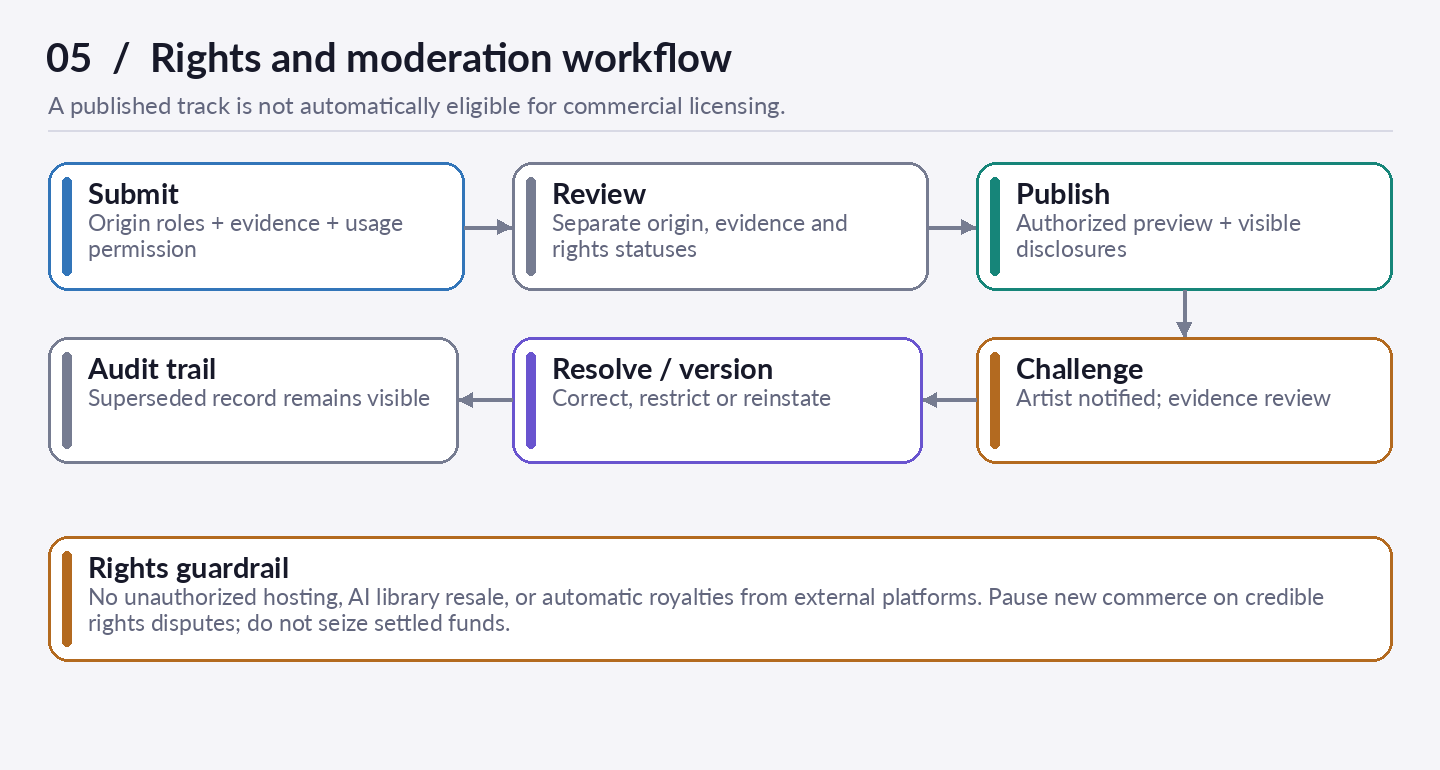 05 / Rights and moderation workflow
A published track is not automatically eligible for commercial licensing.
Submit
Origin roles + evidence + usage
permission
Review
Separate origin, evidence and
rights statuses
Publish
Authorized preview + visible
disclosures
Challenge
Artist notified; evidence review
Resolve / version
Correct, restrict or reinstate
Audit trail
Superseded record remains visible
Rights guardrail
No unauthorized hosting, AI library resale, or automatic royalties from external platforms. Pause new commerce on credible
rights disputes; do not seize settled funds.